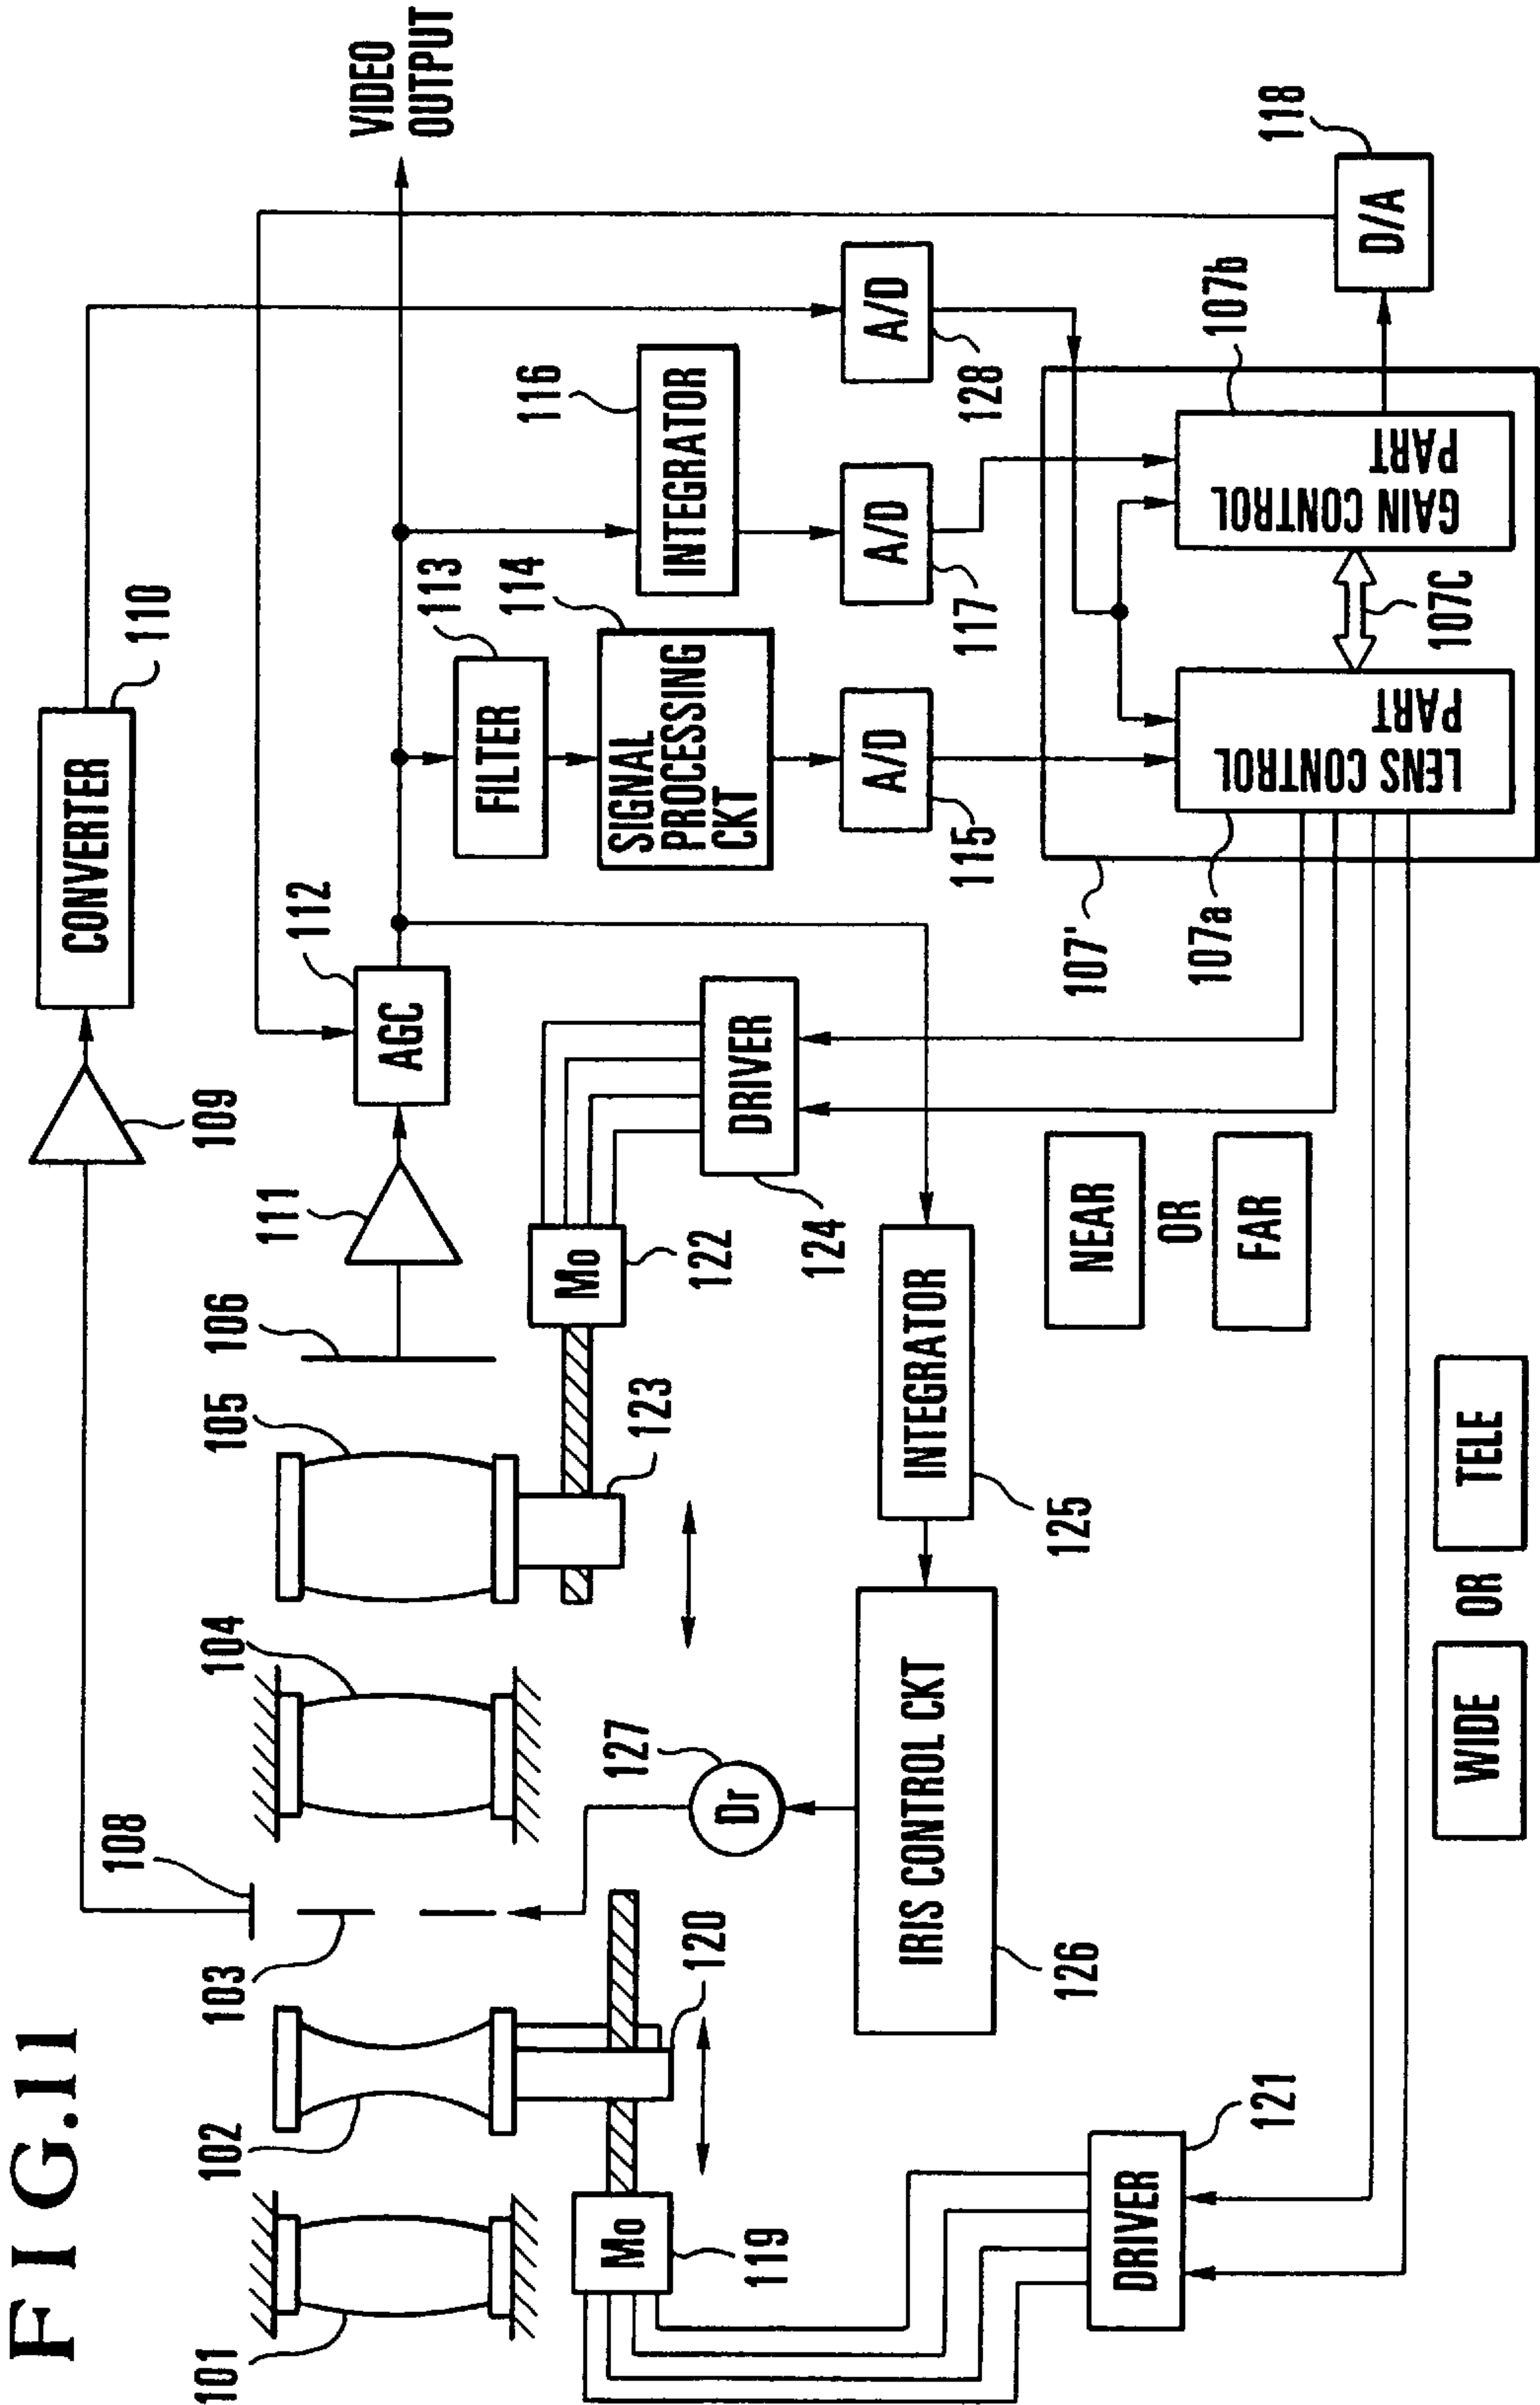 FIG.11
101
102
103
108
104
105
106
109
111
110
CONVERTER
112
AGC
VIDEO
OUTPUT
113
FILTER
114
SIGNAL
PROCESSING
CKT
116
INTEGRATOR
119
Mo
120
127
Dr
123
122
Mo
124
DRIVER
115
A/D
117
A/D
128
A/D
118
D/A
126
IRIS CONTROL CKT
125
INTEGRATOR
121
DRIVER
NEAR
OR
FAR
WIDE
OR
TELE
107'
107a
LENS CONTROL
PART
107C
107b
GAIN CONTROL
PART